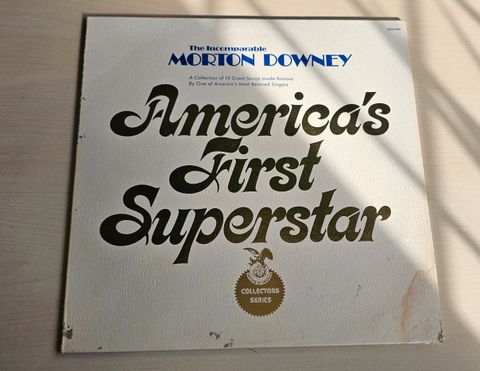 The Incomparable
MORTON DOWNEY
A Collection of 18 Great Songs made famous
By One of America's Most Beloved Singers
America's
First
Superstar
COLLECTORS
SERIES